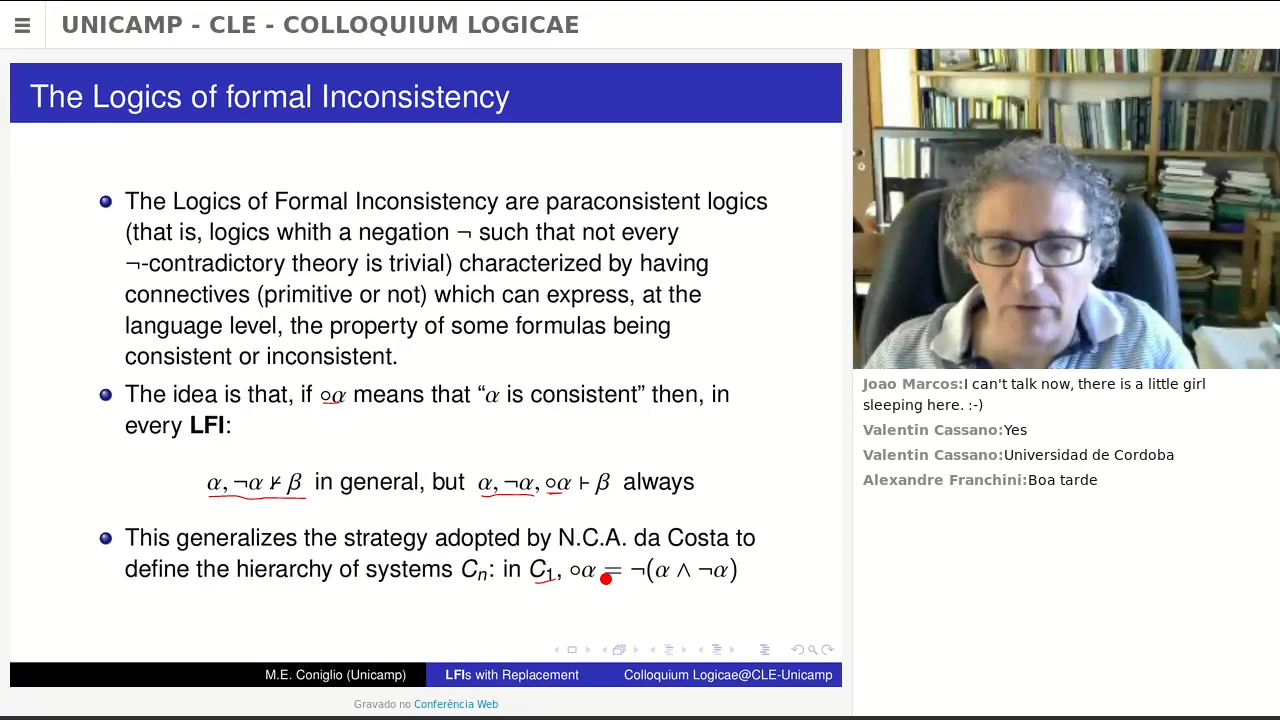 UNICAMP - CLE - COLLOQUIUM LOGICAE
The Logics of formal Inconsistency
The Logics of Formal Inconsistency are paraconsistent logics
(that is, logics whith a negation ¬ such that not every
¬-contradictory theory is trivial) characterized by having
connectives (primitive or not) which can express, at the
language level, the property of some formulas being
consistent or inconsistent.
The idea is that, if ∘α means that “α is consistent” then, in
every LFI:
α, ¬α ⊬ β in general, but α, ¬α, ∘α ⊢ β always
This generalizes the strategy adopted by N.C.A. da Costa to
define the hierarchy of systems Cn: in C1, ∘α = ¬(α ∧ ¬α)
M.E. Coniglio (Unicamp) LFIs with Replacement Colloquium Logicae@CLE-Unicamp
Gravado no Conferência Web
Joao Marcos:I can't talk now, there is a little girl
sleeping here. :-)
Valentin Cassano:Yes
Valentin Cassano:Universidad de Cordoba
Alexandre Franchini:Boa tarde